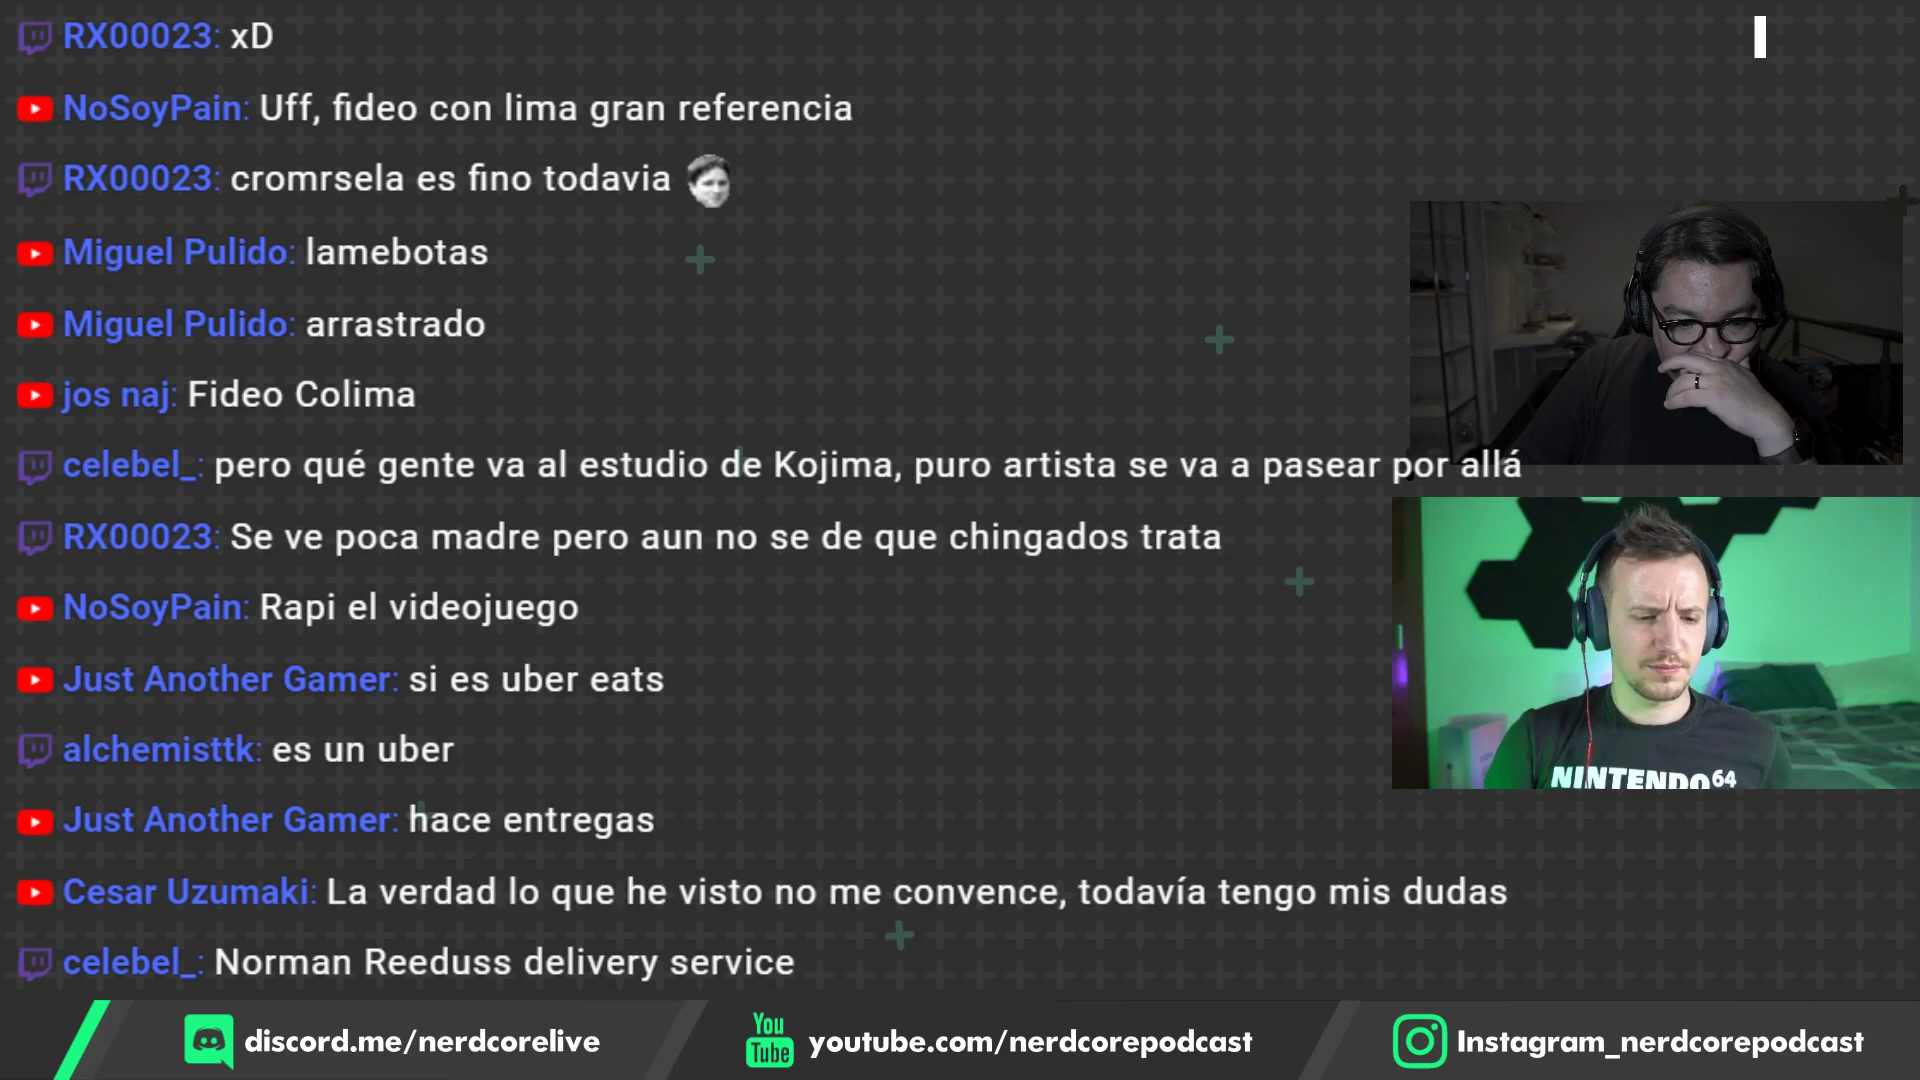 RX00023: xD
NoSoyPain: Uff, fideo con lima gran referencia
RX00023: cromrsela es fino todavia
Miguel Pulido: lamebotas
Miguel Pulido: arrastrado
jos naj: Fideo Colima
celebel_: pero qué gente va al estudio de Kojima, puro artista se va a pasear por allá
RX00023: Se ve poca madre pero aun no se de que chingados trata
NoSoyPain: Rapi el videojuego
Just Another Gamer: si es uber eats
alchemisttk: es un uber
NINTENDO64
Just Another Gamer: hace entregas
Cesar Uzumaki: La verdad lo que he visto no me convence, todavía tengo mis dudas
celebel_: Norman Reeduss delivery service
discord.me/nerdcorelive
You Tube youtube.com/nerdcorepodcast
Instagram_nerdcorepodcast